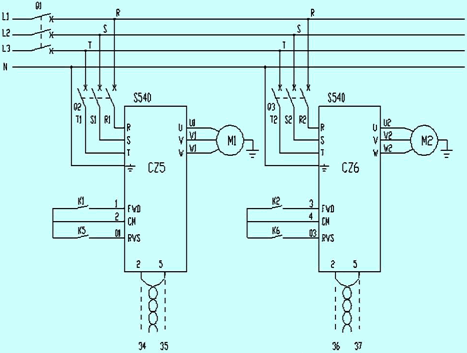 Q1
R
R
L1
S
S
L2
T
T
L3
N
S540
S540
Q2
T1 S1 R1
Q3
T2 S2 R2
R
U
U1
R
U
U2
S
V
V1
M1
S
V
V2
M2
T
W
W1
T
W
W2
CZ5
CZ6
K1
1
FWD
K2
3
FWD
2
CM
4
CM
K5
01
RVS
K6
03
RVS
2 5
2 5
34 35
36 37